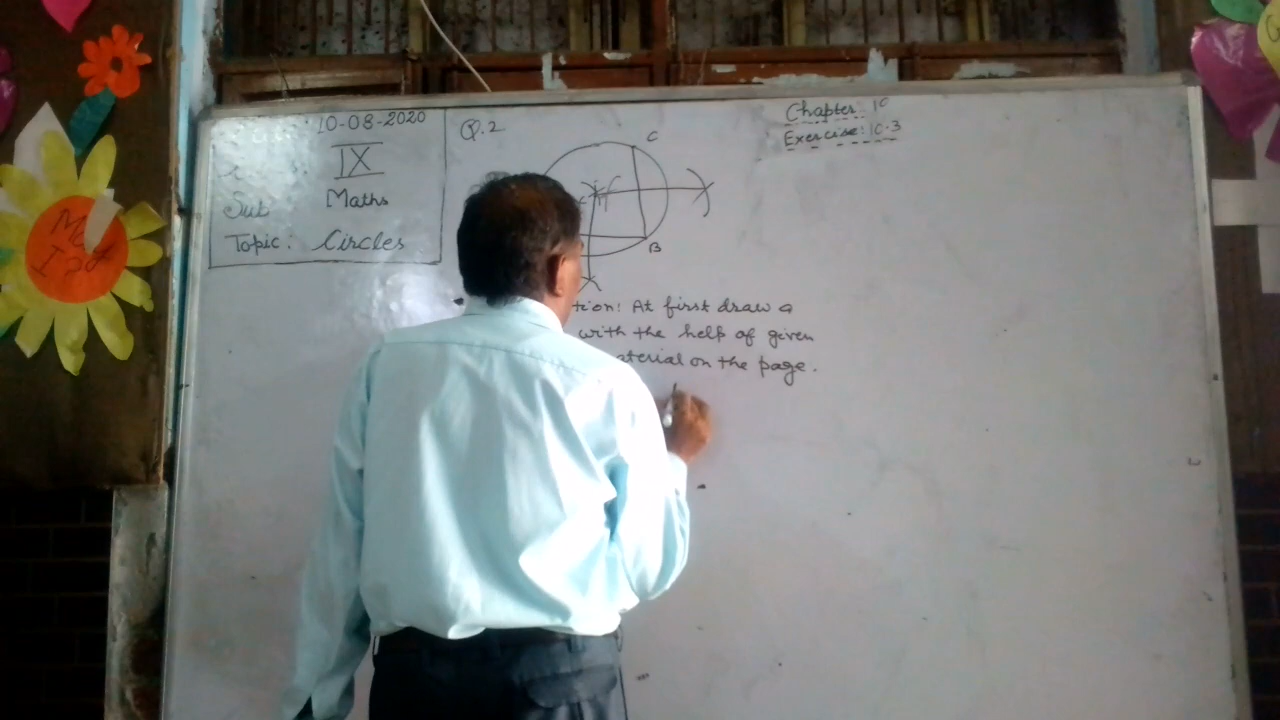 10-08-2020
IX
Sub Maths
Topic: Circles
Q.2
Chapter: 10
Exercise: 10.3
C
B
tion: At first draw a
with the help of given
aterial on the page.